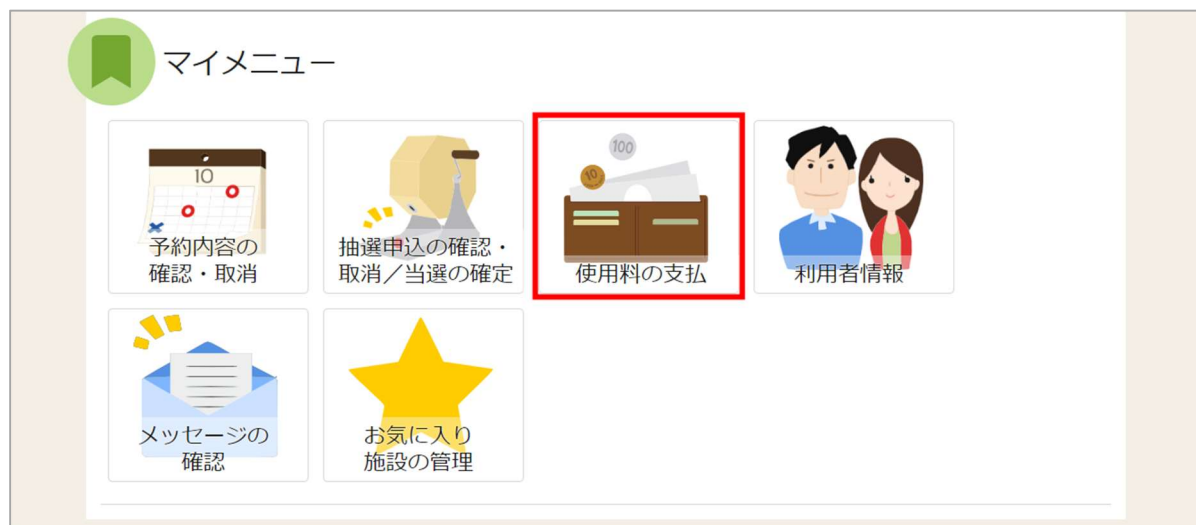 マイメニュー
10
予約内容の
確認・取消
抽選申込の確認・
取消／当選の確定
100
10
使用料の支払
利用者情報
メッセージの
確認
お気に入り
施設の管理